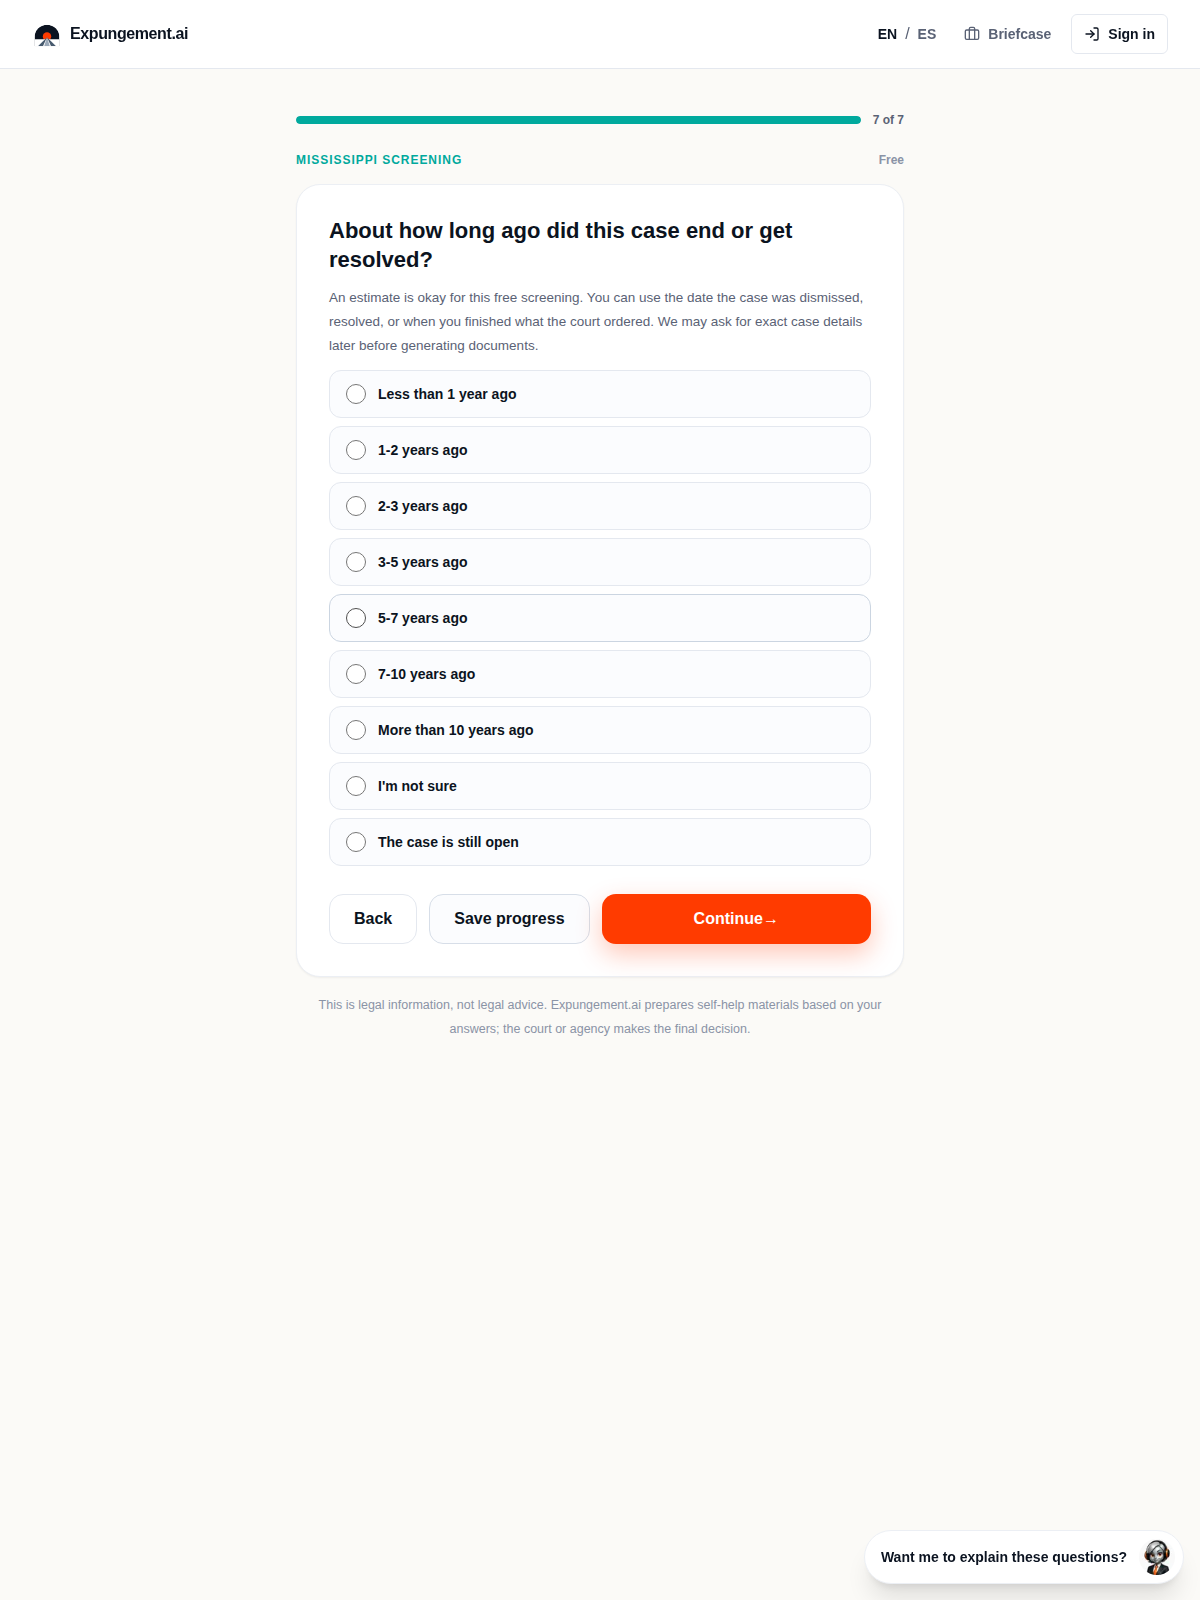 Expungement.ai
EN / ES
Briefcase
Sign in
7 of 7
MISSISSIPPI SCREENING
Free
About how long ago did this case end or get
resolved?
An estimate is okay for this free screening. You can use the date the case was dismissed,
resolved, or when you finished what the court ordered. We may ask for exact case details
later before generating documents.
Less than 1 year ago
1-2 years ago
2-3 years ago
3-5 years ago
5-7 years ago
7-10 years ago
More than 10 years ago
I'm not sure
The case is still open
Back
Save progress
Continue→
This is legal information, not legal advice. Expungement.ai prepares self-help materials based on your
answers; the court or agency makes the final decision.
Want me to explain these questions?